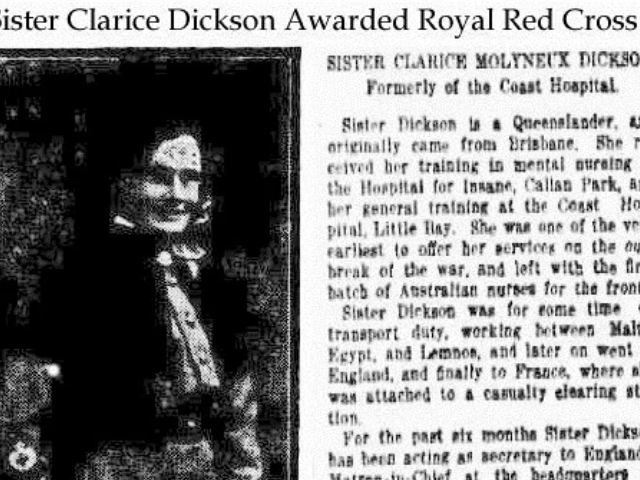 Sister Clarice Dickson Awarded Royal Red Cross
SISTER CLARICE MOLYNEUX DICKSO
Formerly of the Coast Hospital.
Sister Dickson is a Queenslander, a
originally came from Brisbane. She r
ceived her training in mental nursing
the Hospital for Insane, Callan Park, a
her general training at the Coast Ho
pital, Little Bay. She was one of the ve
earliest to offer her services on the ou
break of the war, and left with the fir
batch of Australian nurses for the front
Sister Dickson was for some time
transport duty, working between Malt
Egypt, and Lemnos, and later on went
England, and finally to France, where s
was attached to a casualty clearing st
tion.
For the past six months Sister Dicks
has been acting as secretary to England
Matron-in-Chief at the headquarters